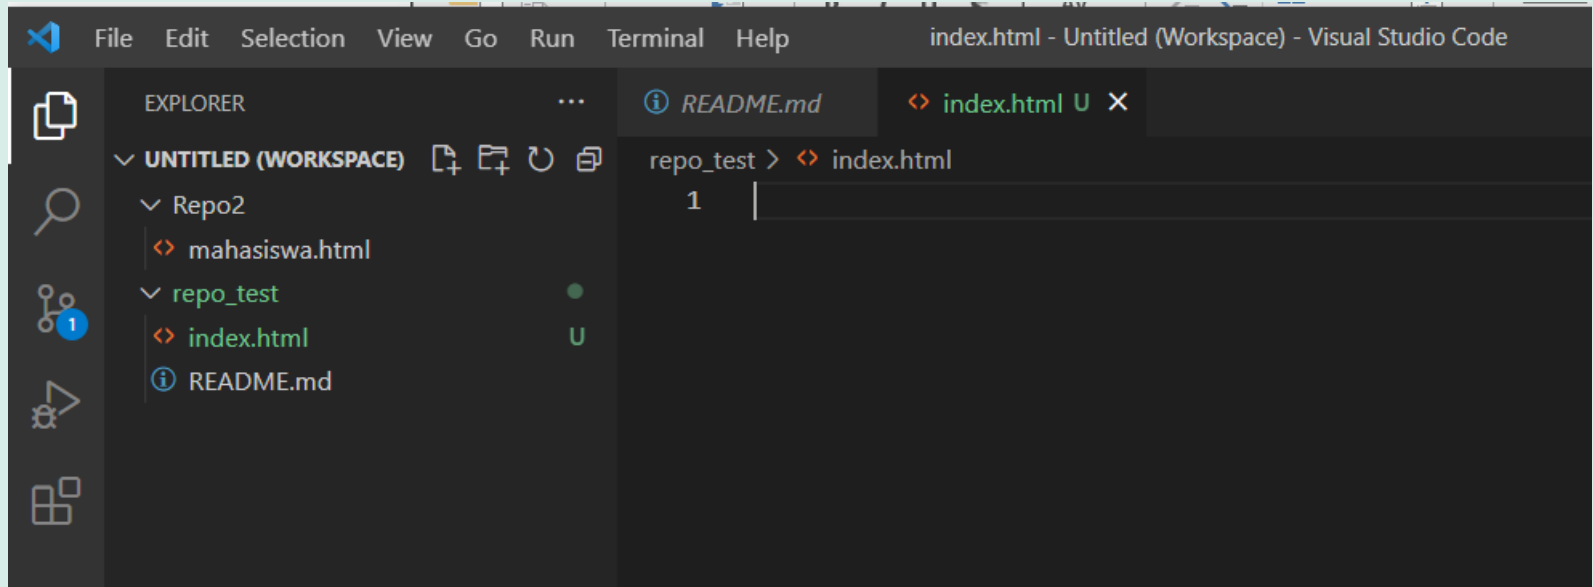 File Edit Selection View Go Run Terminal Help index.html - Untitled (Workspace) - Visual Studio Code
EXPLORER ···
UNTITLED (WORKSPACE)
Repo2
mahasiswa.html
repo_test
index.html U
README.md
1
README.md index.html U
repo_test > index.html
1